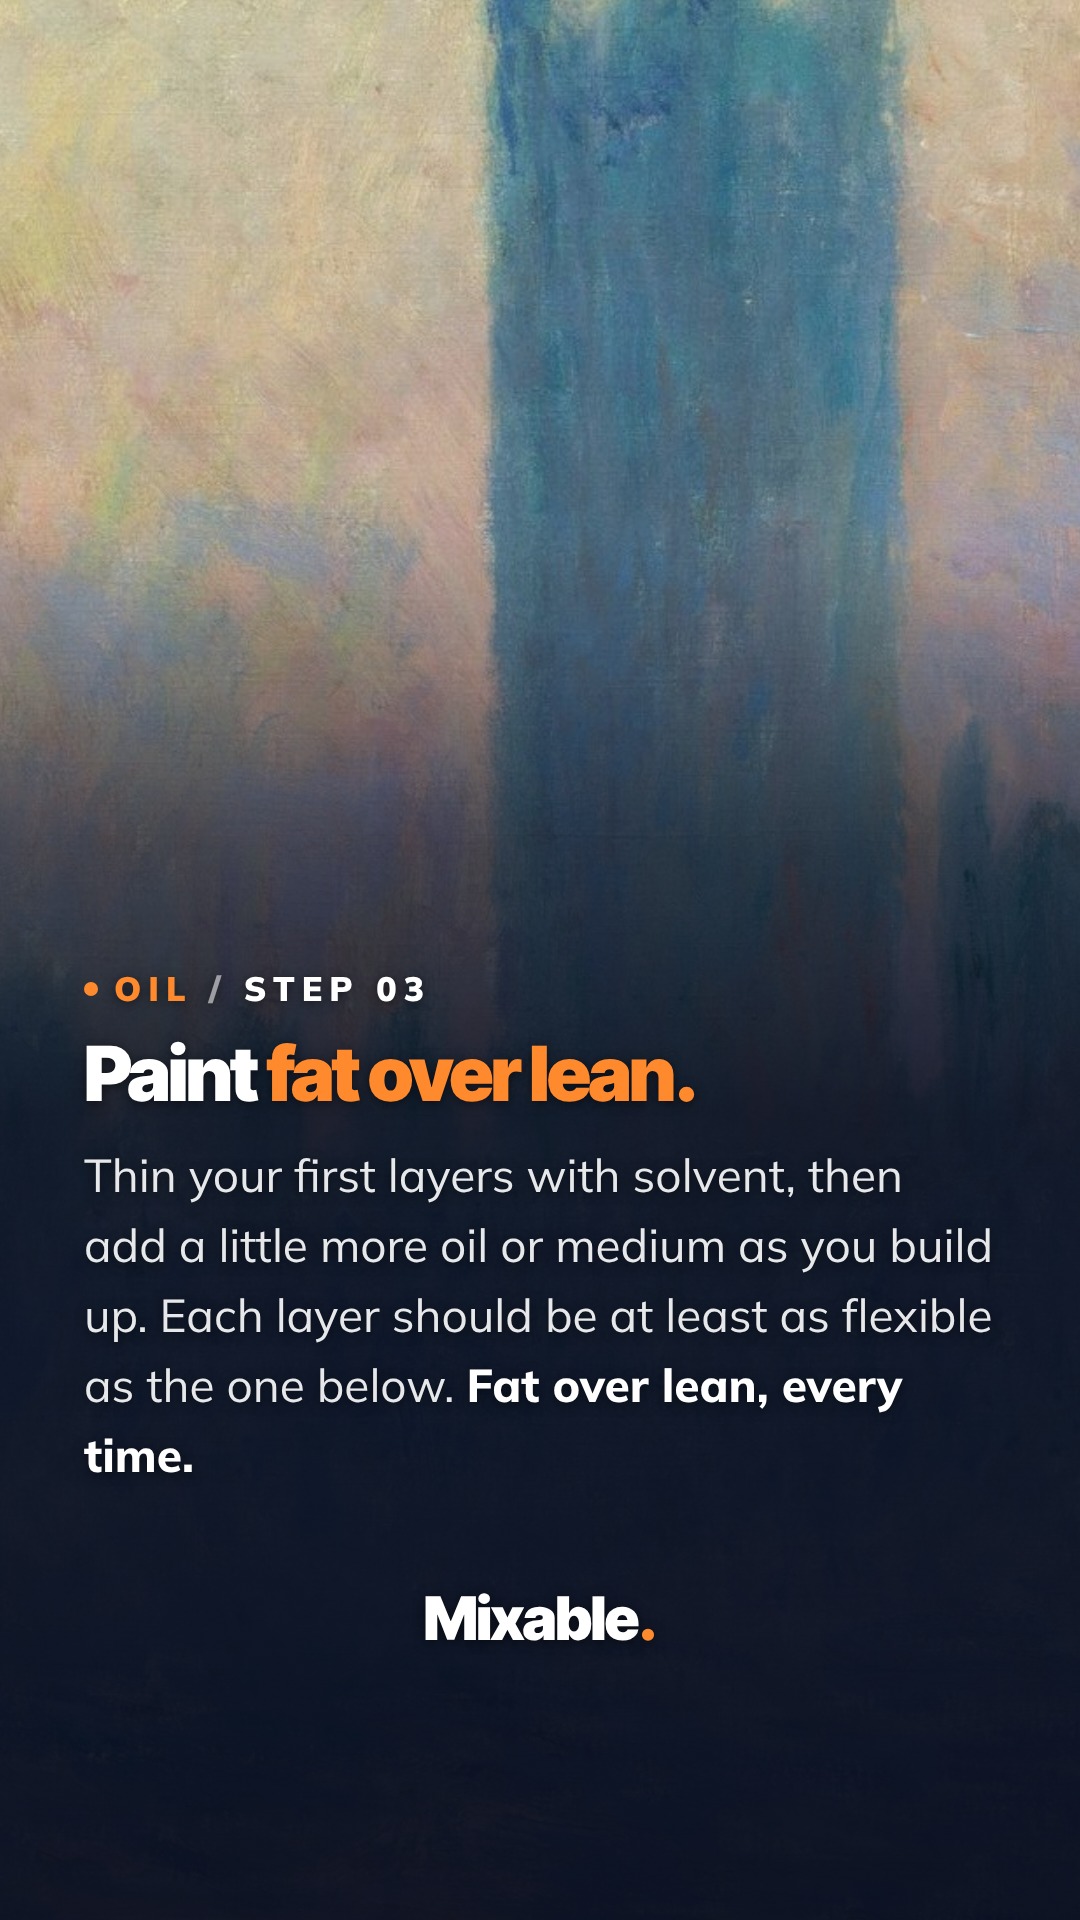 • OIL / STEP 03
Paint fat over lean.
Thin your first layers with solvent, then
add a little more oil or medium as you build
up. Each layer should be at least as flexible
as the one below. Fat over lean, every
time.
Mixable.